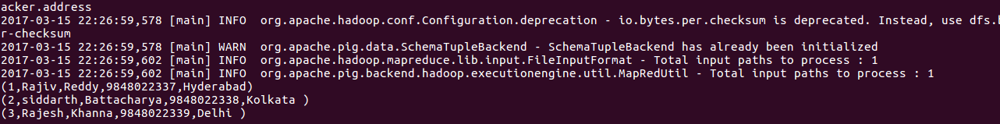 acker.address
2017-03-15 22:26:59,578 [main] INFO  org.apache.hadoop.conf.Configuration.deprecation - io.bytes.per.checksum is deprecated. Instead, use dfs.
r-checksum
2017-03-15 22:26:59,578 [main] WARN  org.apache.pig.data.SchemaTupleBackend - SchemaTupleBackend has already been initialized
2017-03-15 22:26:59,602 [main] INFO  org.apache.hadoop.mapreduce.lib.input.FileInputFormat - Total input paths to process : 1
2017-03-15 22:26:59,602 [main] INFO  org.apache.pig.backend.hadoop.executionengine.util.MapRedUtil - Total input paths to process : 1
(1,Rajiv,Reddy,9848022337,Hyderabad)
(2,siddarth,Battacharya,9848022338,Kolkata )
(3,Rajesh,Khanna,9848022339,Delhi )